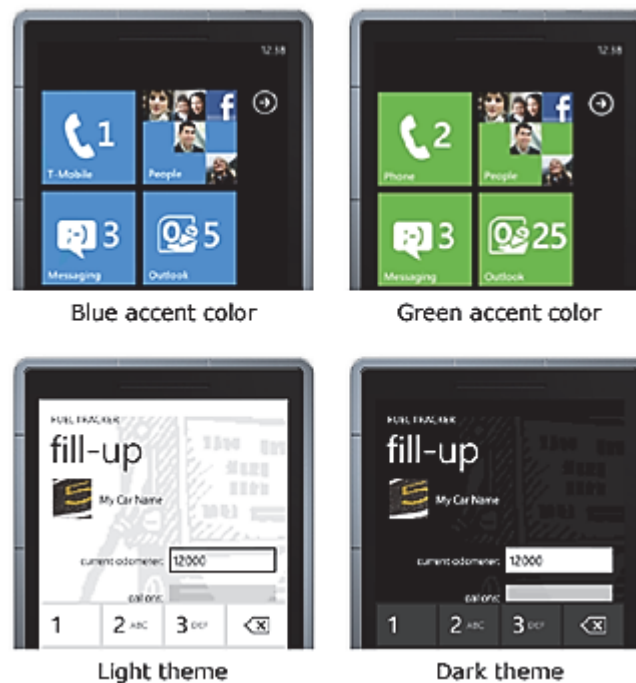 12:38
1
T-Mobile
People
f
3
Messaging
5
Outlook
Blue accent color
12:38
2
Phone
People
f
3
Messaging
25
Outlook
Green accent color
FUEL TRACKER
fill-up
My Car Name
current odometer: 12000
gallons:
1 2 ABC 3 DEF
Light theme
FUEL TRACKER
fill-up
My Car Name
current odometer: 12000
gallons:
1 2 ABC 3 DEF
Dark theme